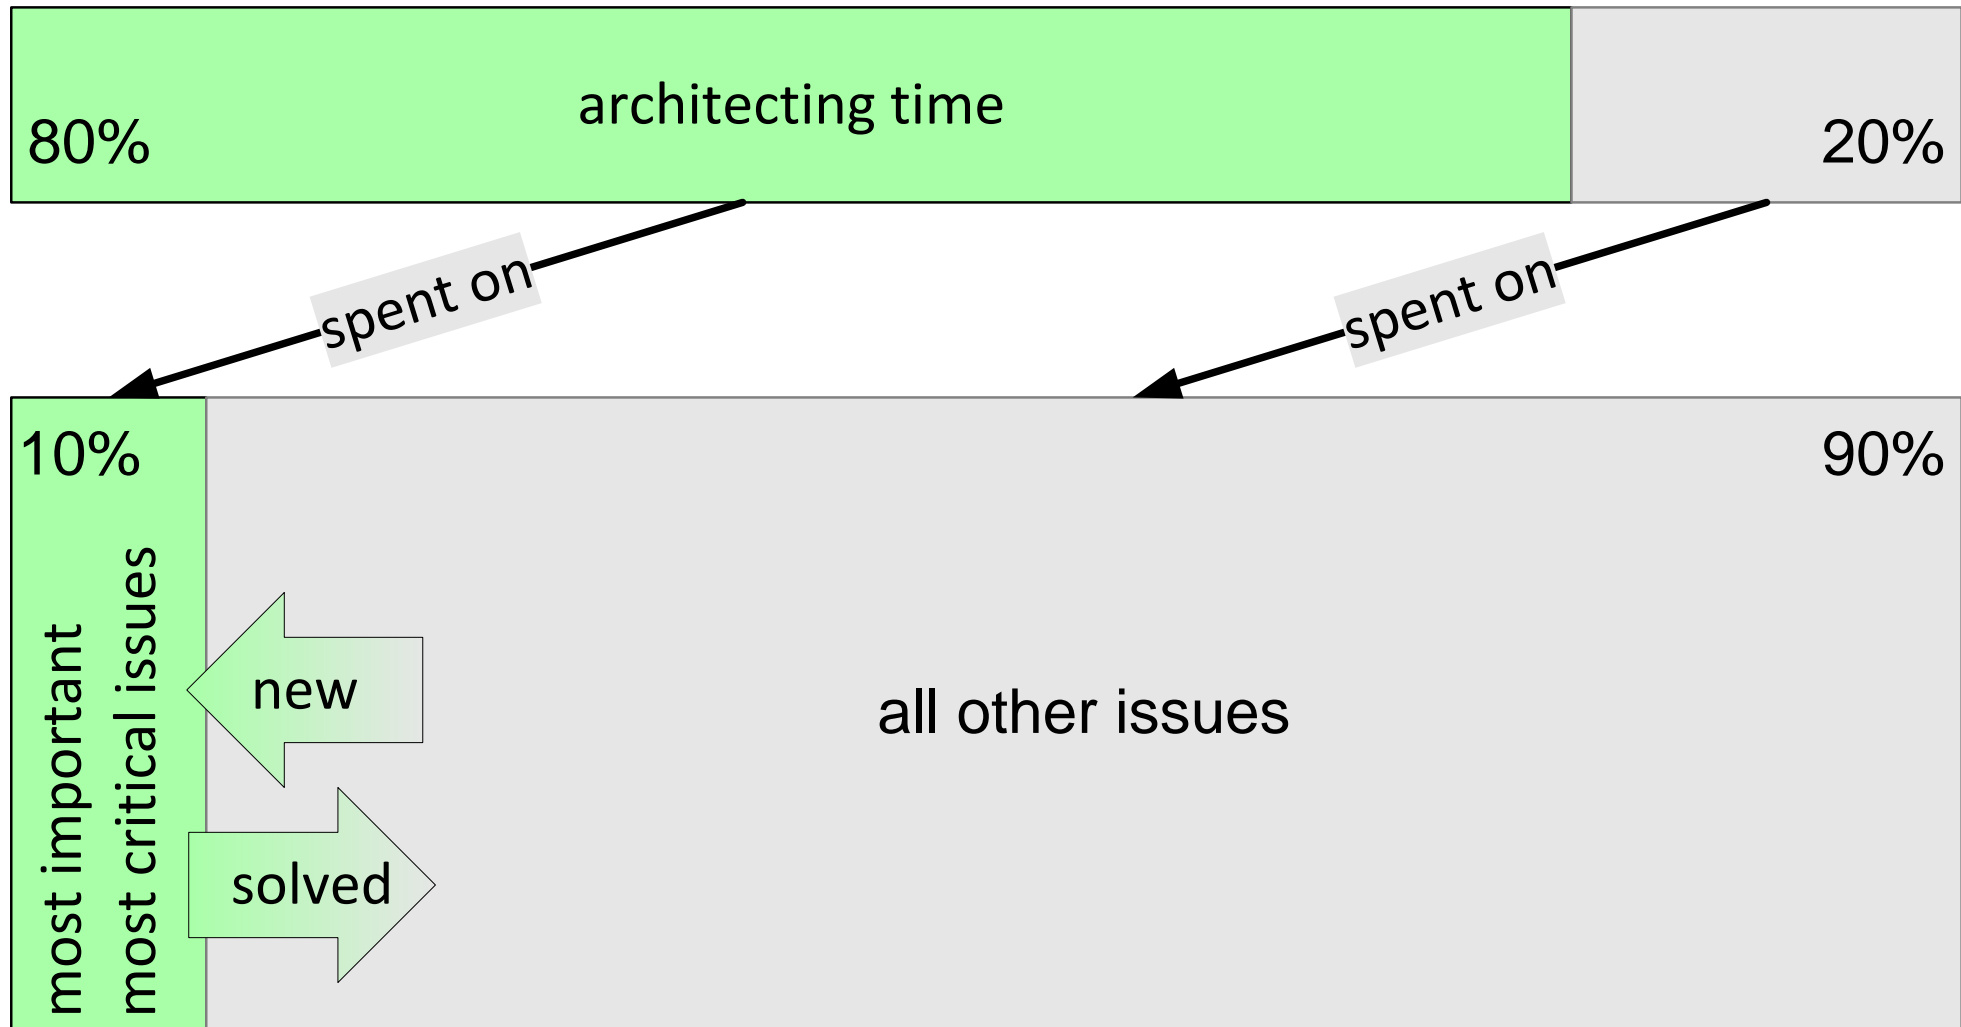 architecting time
80%
20%
spent on
spent on
10%
90%
most important
most critical issues
new
all other issues
solved